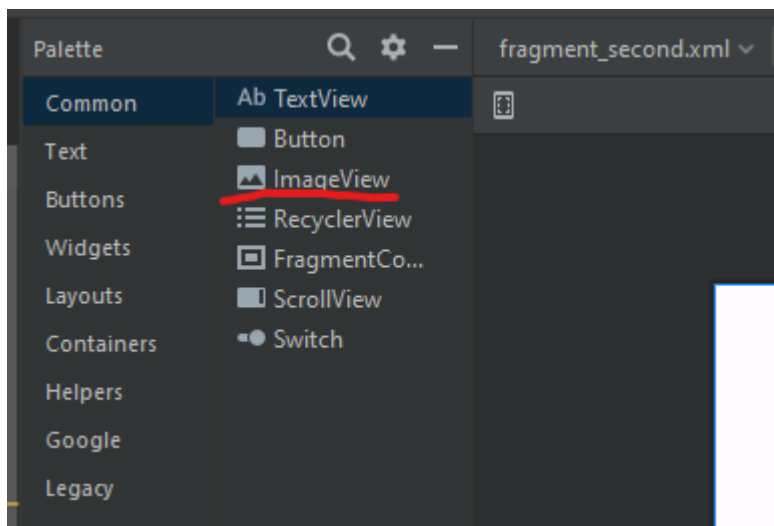 Palette
fragment_second.xml
Common
Text
Buttons
Widgets
Layouts
Containers
Helpers
Google
Legacy
Ab TextView
Button
ImageView
RecyclerView
FragmentCo...
ScrollView
Switch